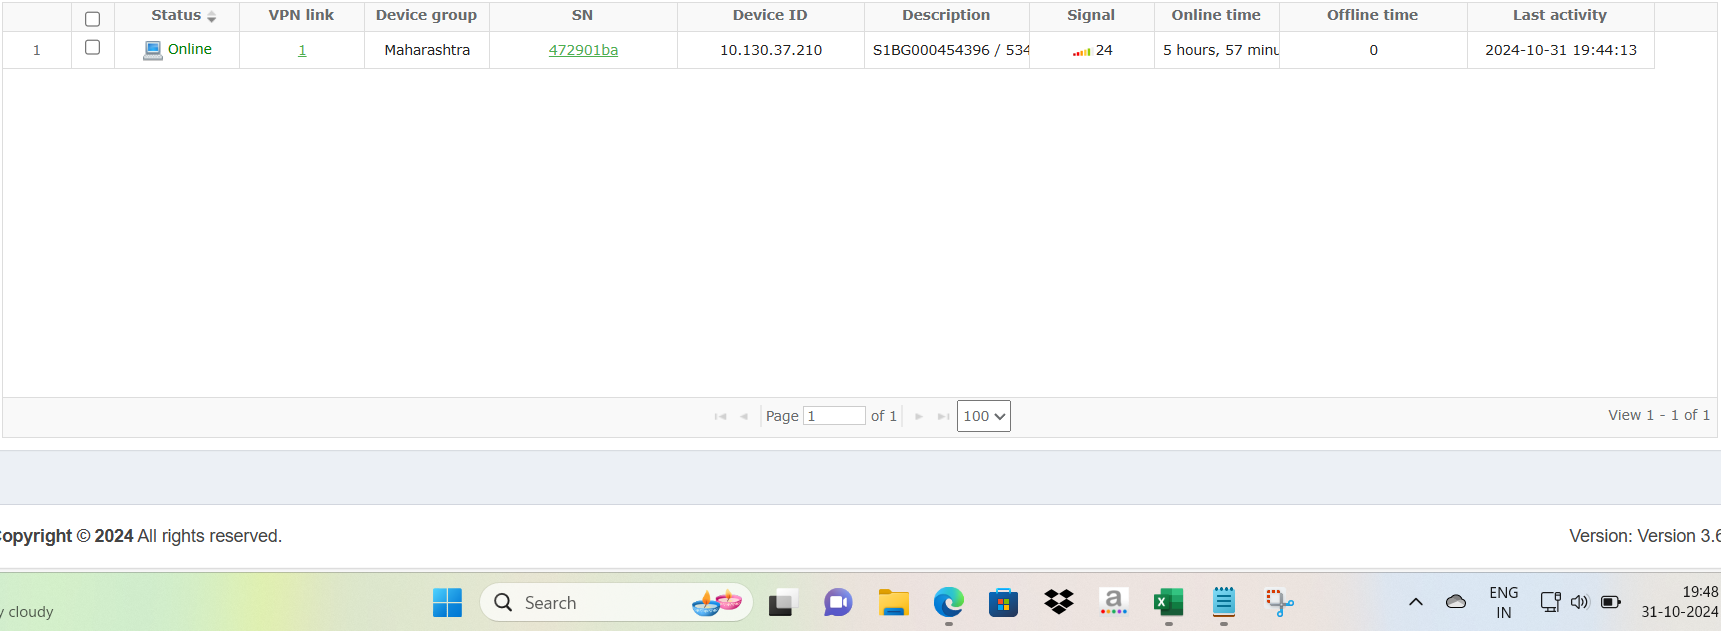 Status VPN link Device group SN Device ID Description Signal Online time Offline time Last activity
1 Online 1 Maharashtra 472901ba 10.130.37.210 S1BG000454396 / 534 24 5 hours, 57 minu 0 2024-10-31 19:44:13
Page 1 of 1 100 View 1 - 1 of 1
opyright © 2024 All rights reserved. Version: Version 3.6
y cloudy
Search
a
X
ENG
IN
19:48
31-10-2024